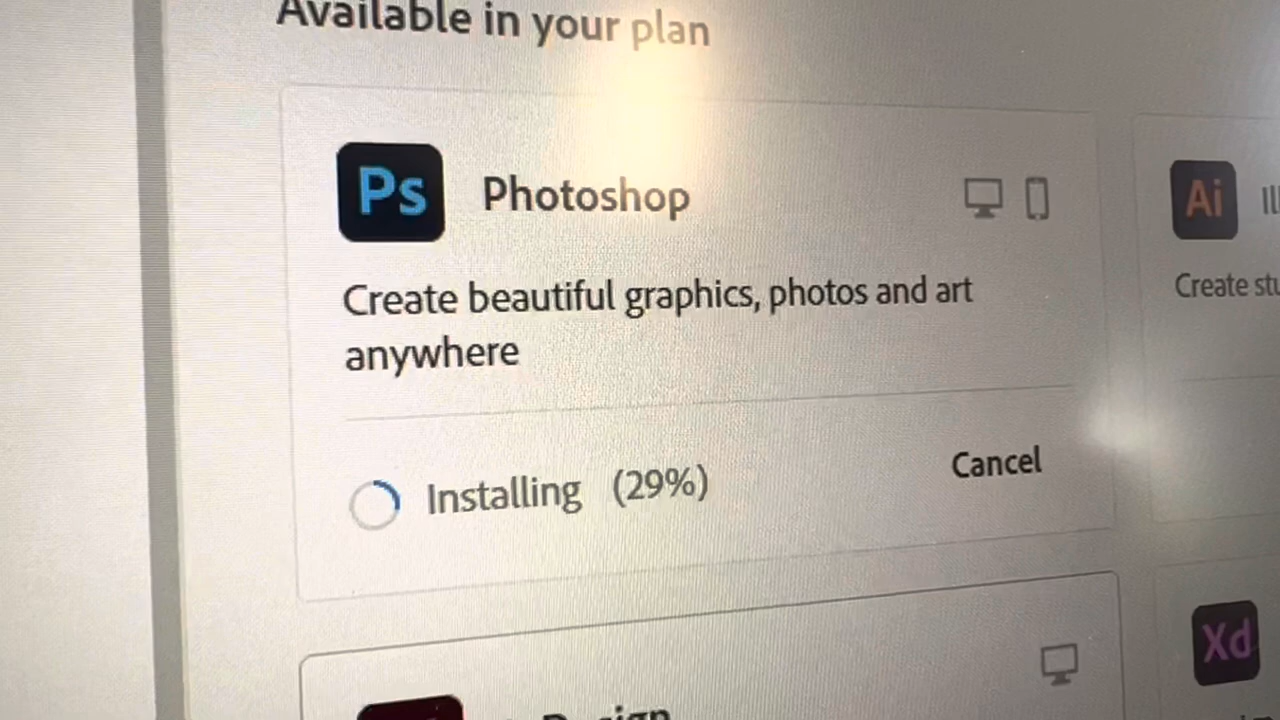 Available in your plan
Ps Photoshop
Create beautiful graphics, photos and art
anywhere
Installing (29%)
Cancel
Ai
Create
Xd